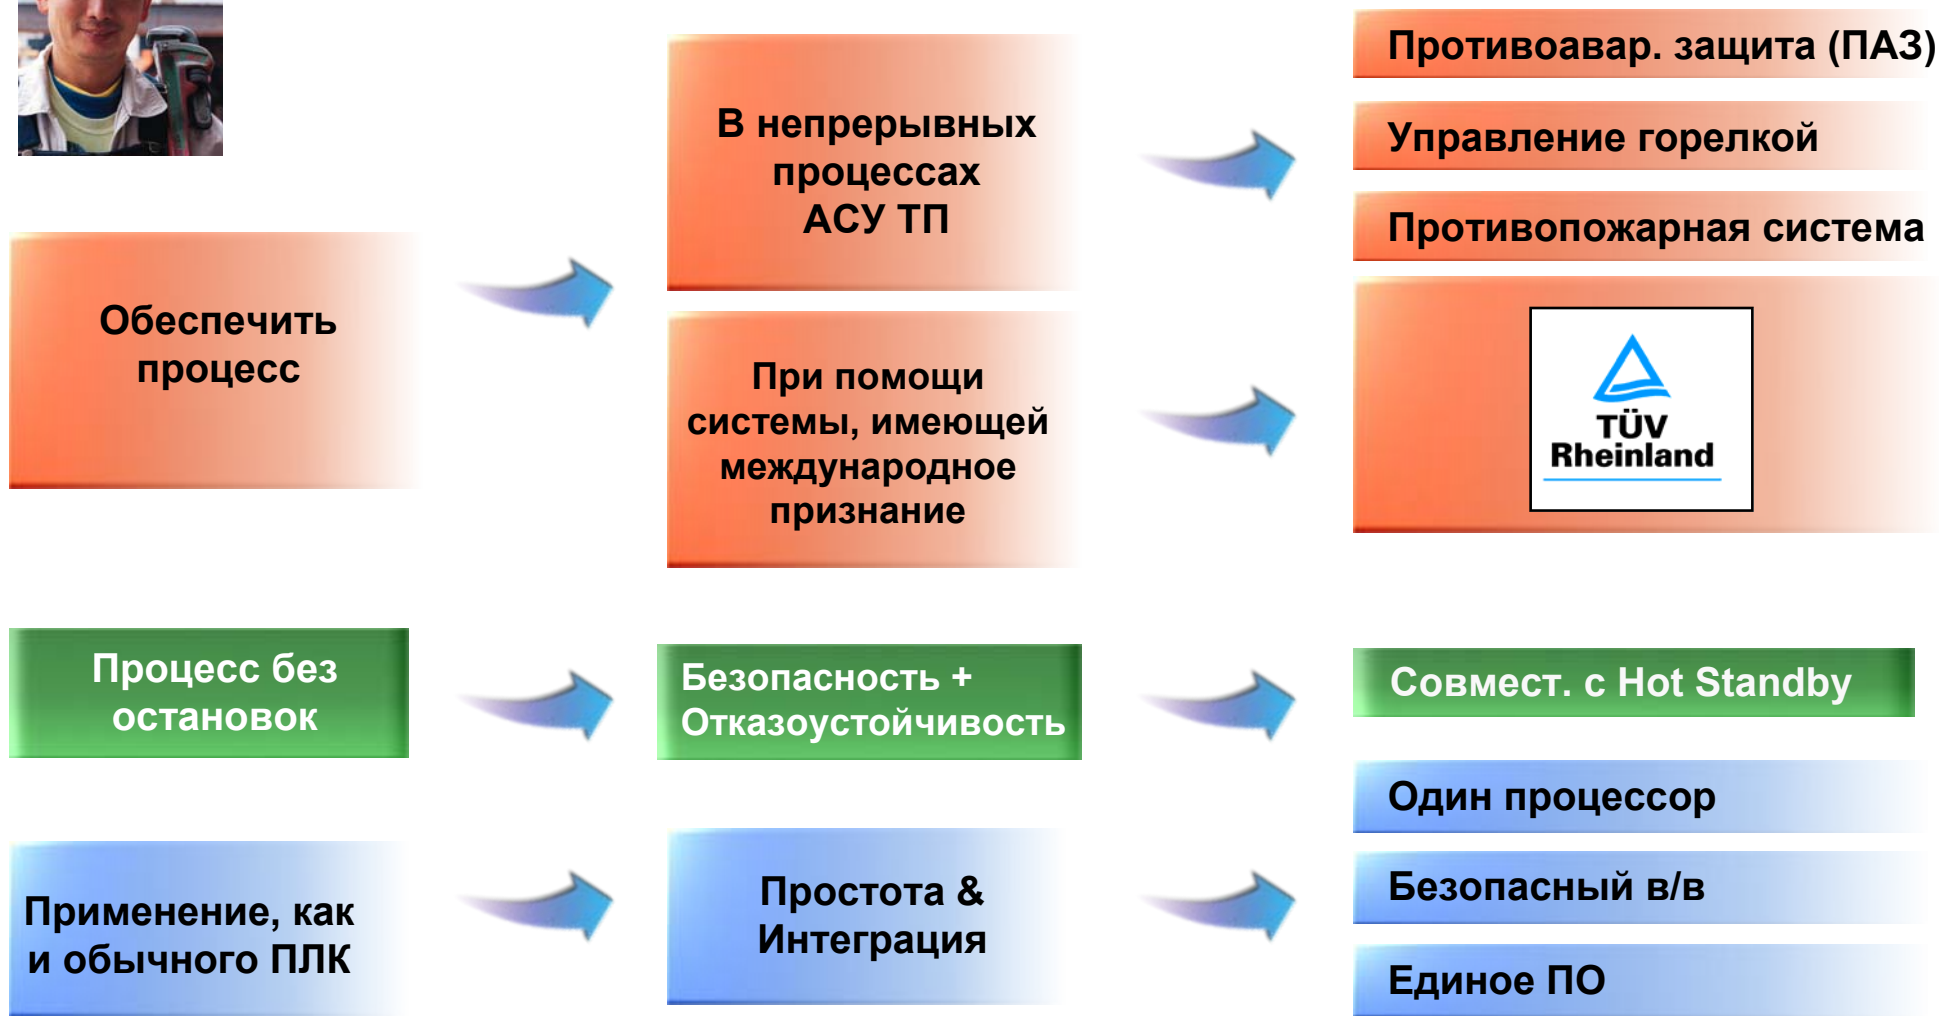 Обеспечить
процесс
В непрерывных
процессах
АСУ ТП
Противоавар. защита (ПАЗ)
Управление горелкой
Противопожарная система
При помощи
системы, имеющей
международное
признание
TÜV
Rheinland
Процесс без
остановок
Безопасность +
Отказоустойчивость
Совмест. с Hot Standby
Применение, как
и обычного ПЛК
Простота &
Интеграция
Один процессор
Безопасный в/в
Единое ПО